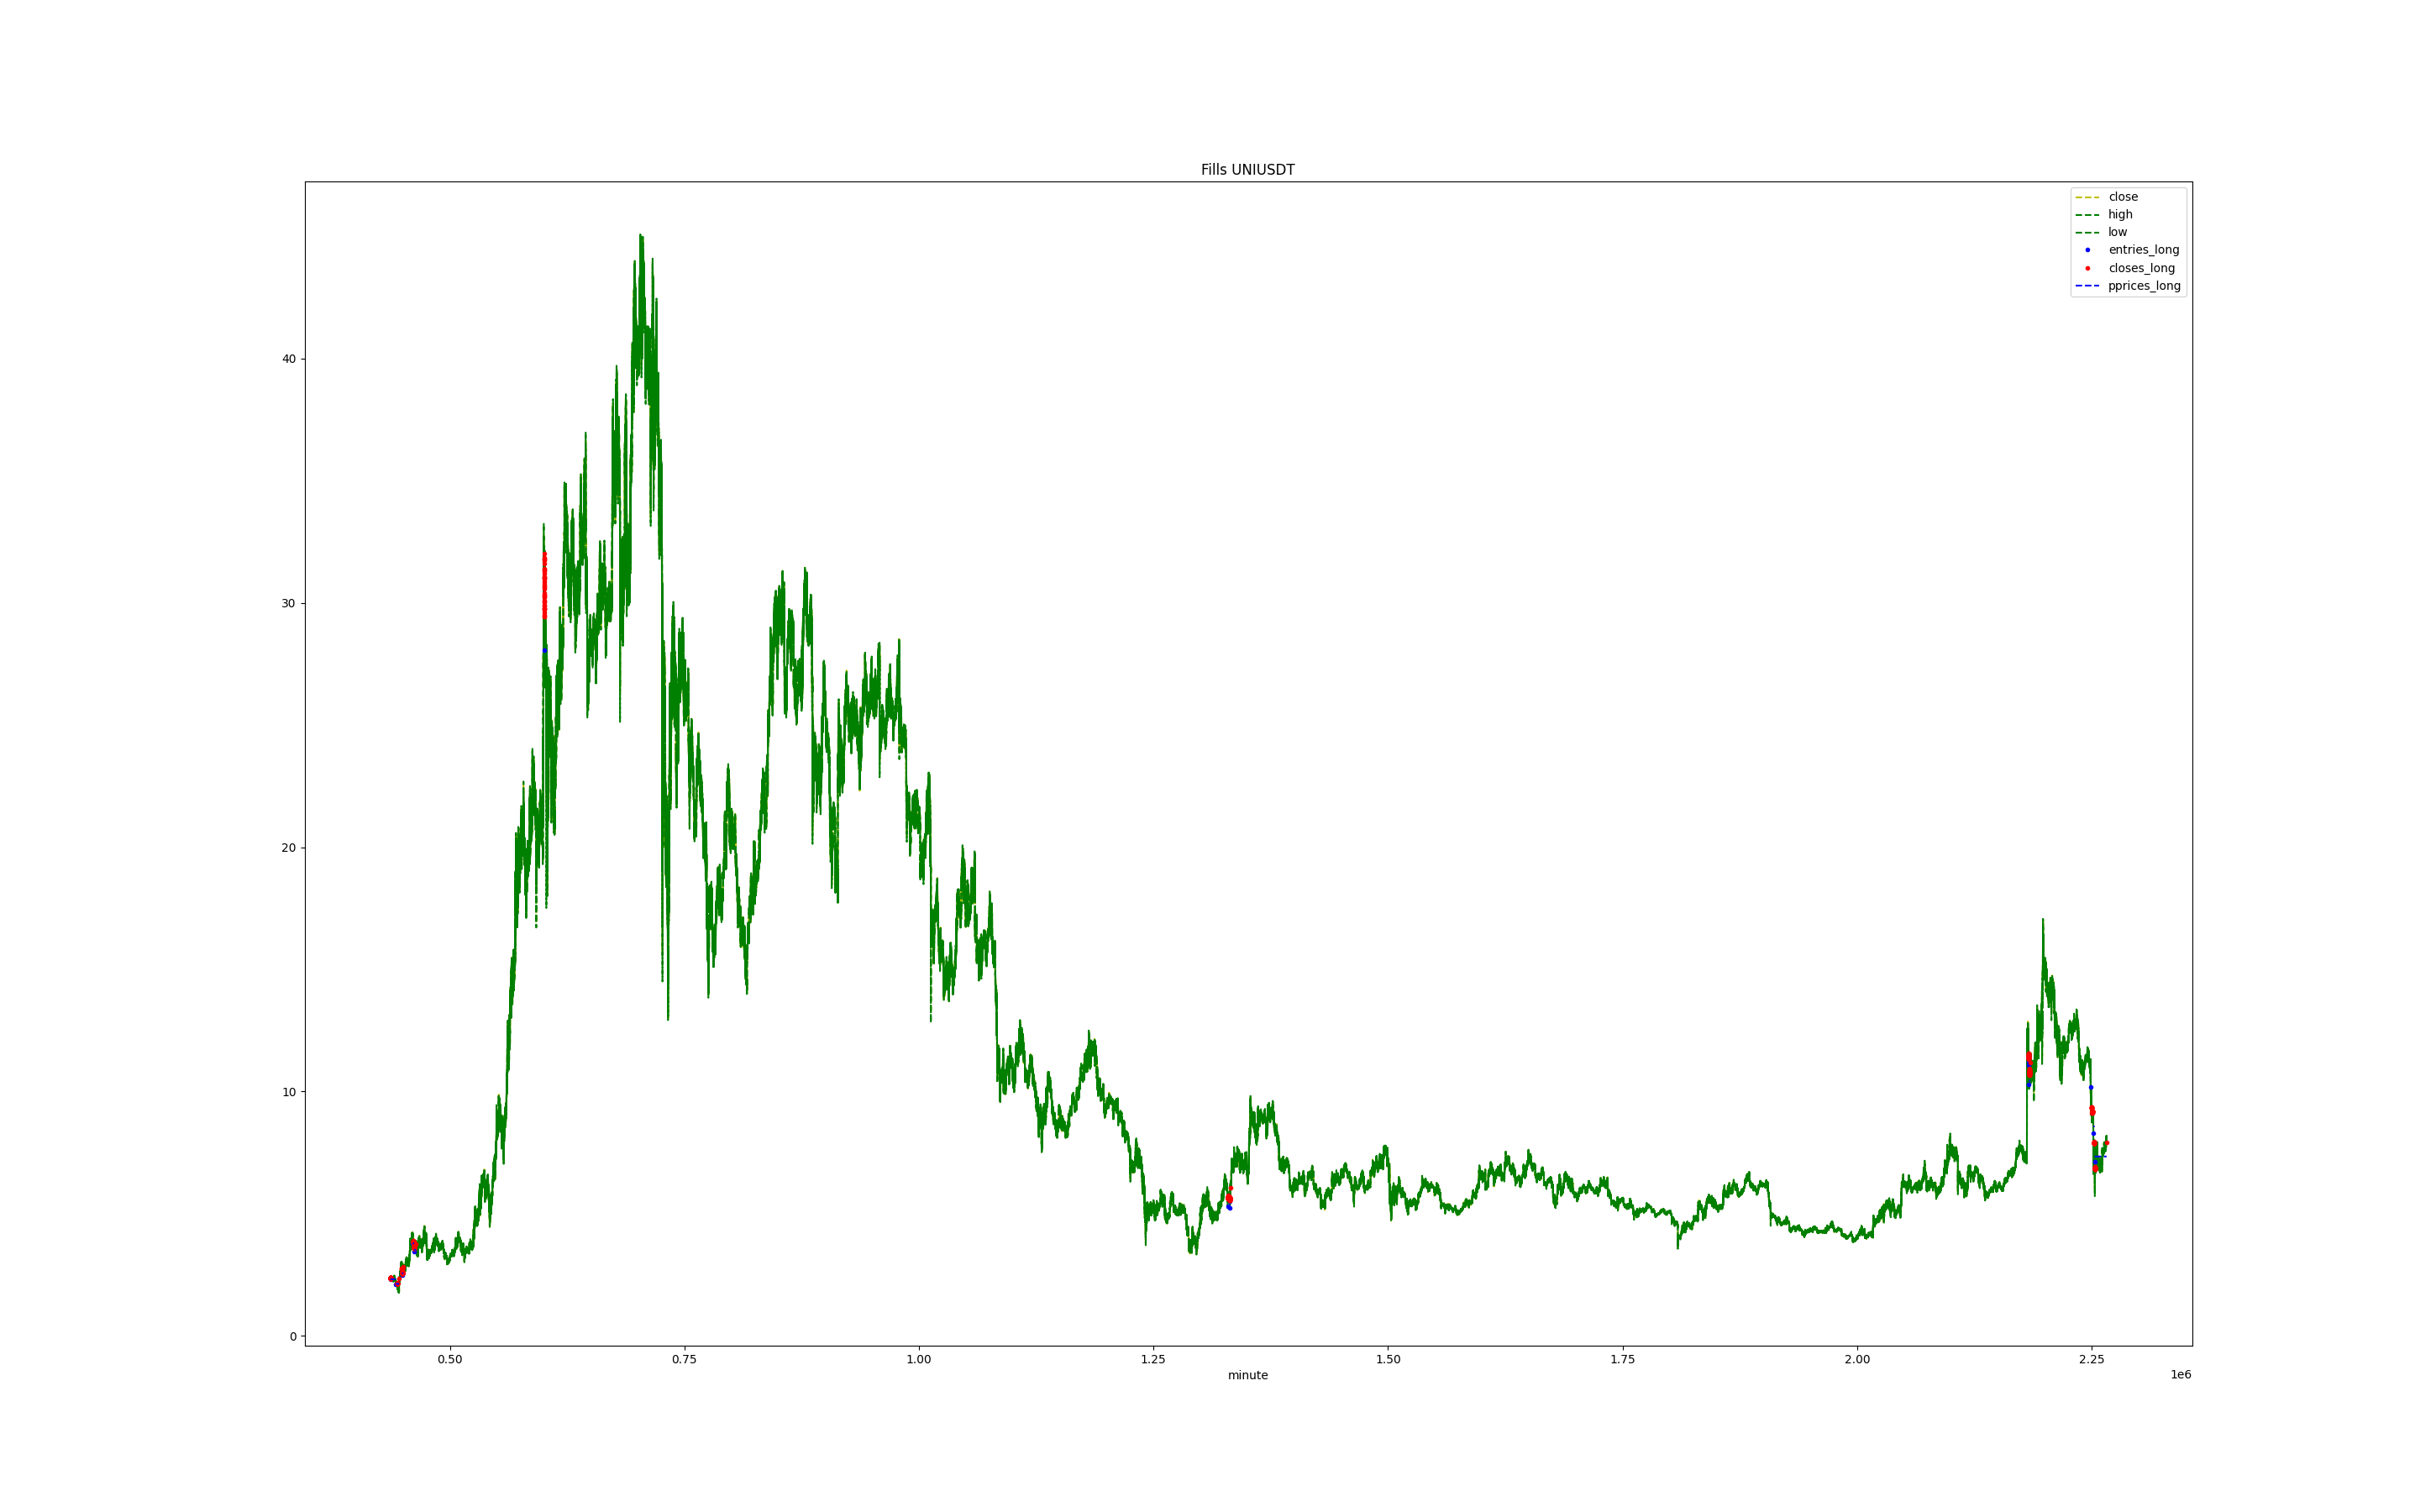 Fills UNIUSDT
close
high
low
entries_long
closes_long
pprices_long
40
30
20
10
0
0.50 0.75 1.00 1.25 1.50 1.75 2.00 2.25
1e6
minute